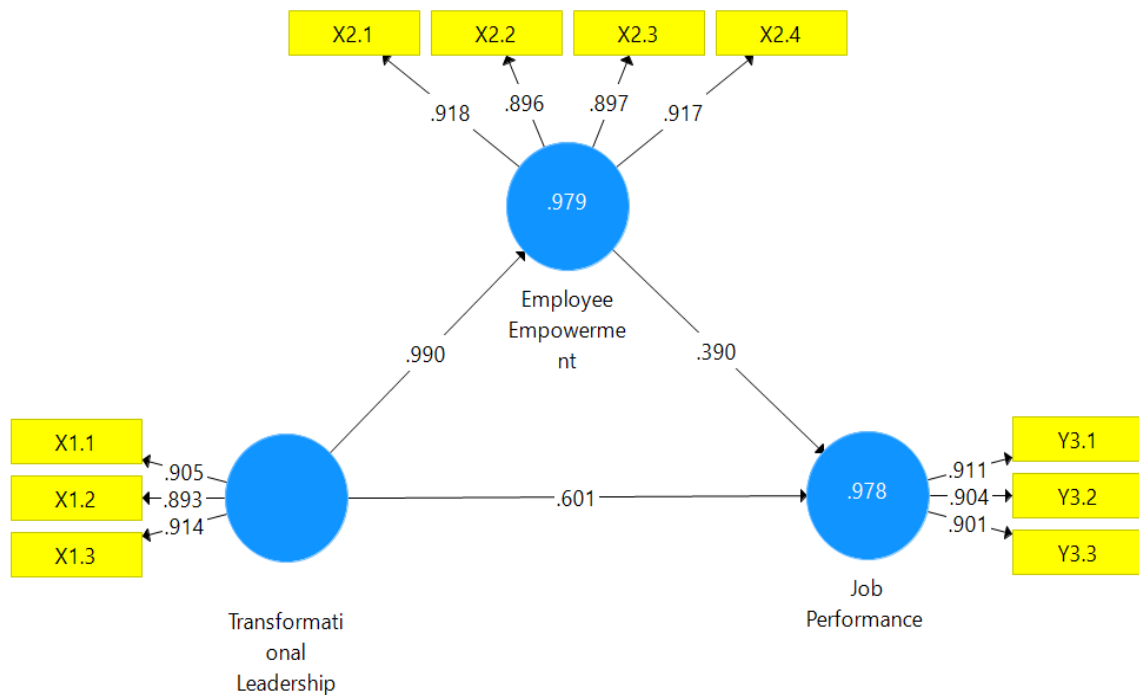 X2.1
X2.2
X2.3
X2.4
.918
.896
.897
.917
.979
Employee
Empowerme
nt
.990
.390
X1.1
X1.2
X1.3
.905
.893
.914
.601
.978
.911
.904
.901
Y3.1
Y3.2
Y3.3
Transformati
onal
Leadership
Job
Performance